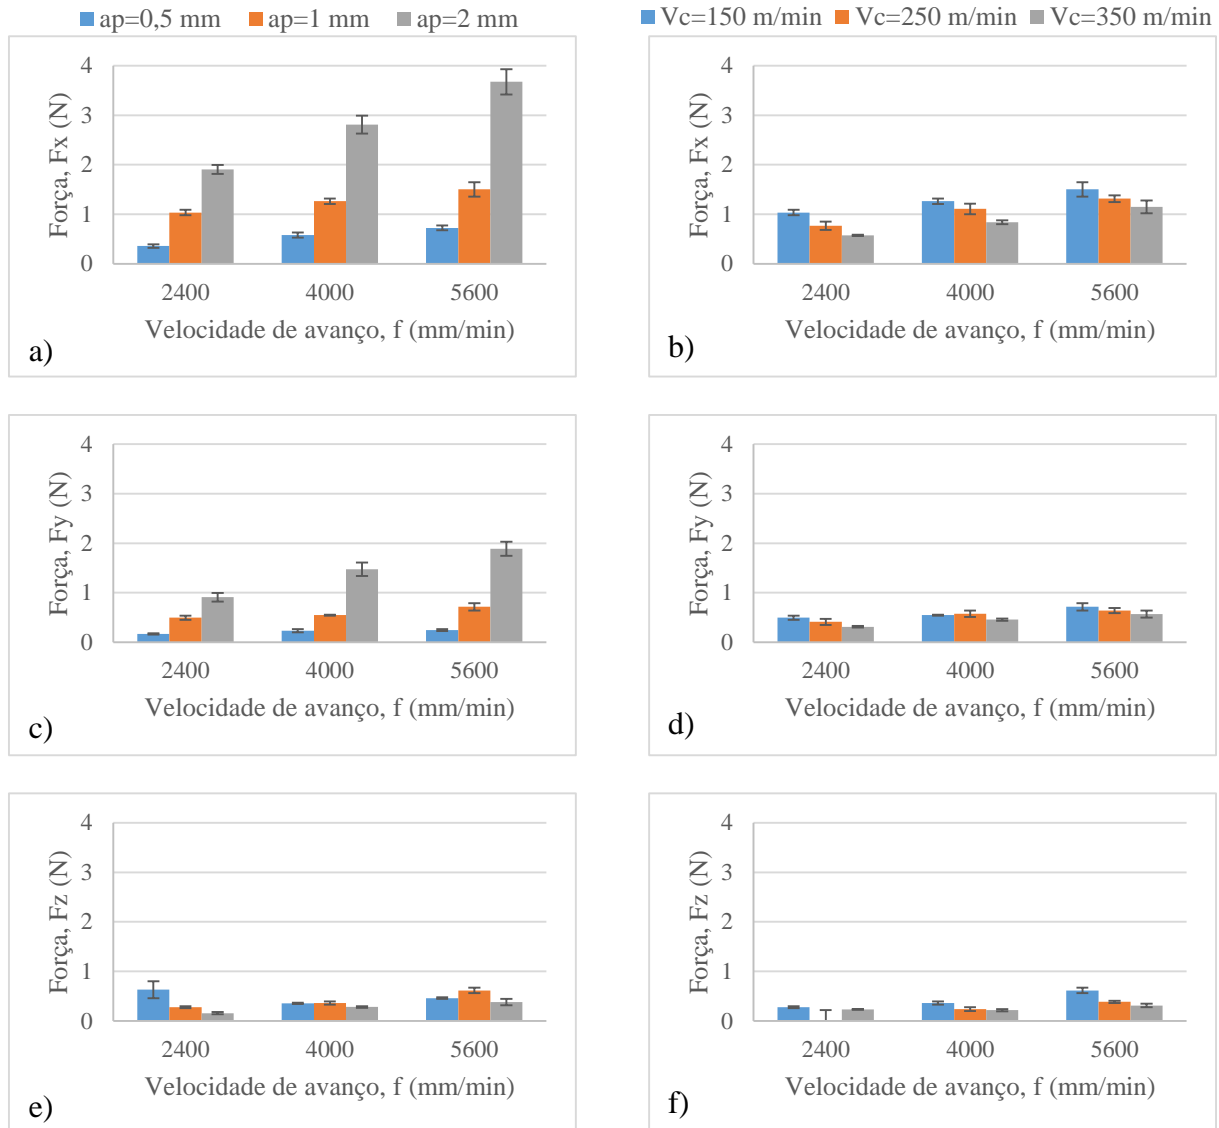 ap=0,5 mm ap=1 mm ap=2 mm
Vc=150 m/min Vc=250 m/min Vc=350 m/min
4
3
2
1
0
Força, Fx (N)
2400 4000 5600
Velocidade de avanço, f (mm/min)
a)
4
3
2
1
0
Força, Fx (N)
2400 4000 5600
Velocidade de avanço, f (mm/min)
b)
4
3
2
1
0
Força, Fy (N)
2400 4000 5600
Velocidade de avanço, f (mm/min)
c)
4
3
2
1
0
Força, Fy (N)
2400 4000 5600
Velocidade de avanço, f (mm/min)
d)
4
3
2
1
0
Força, Fz (N)
2400 4000 5600
Velocidade de avanço, f (mm/min)
e)
4
3
2
1
0
Força, Fz (N)
2400 4000 5600
Velocidade de avanço, f (mm/min)
f)